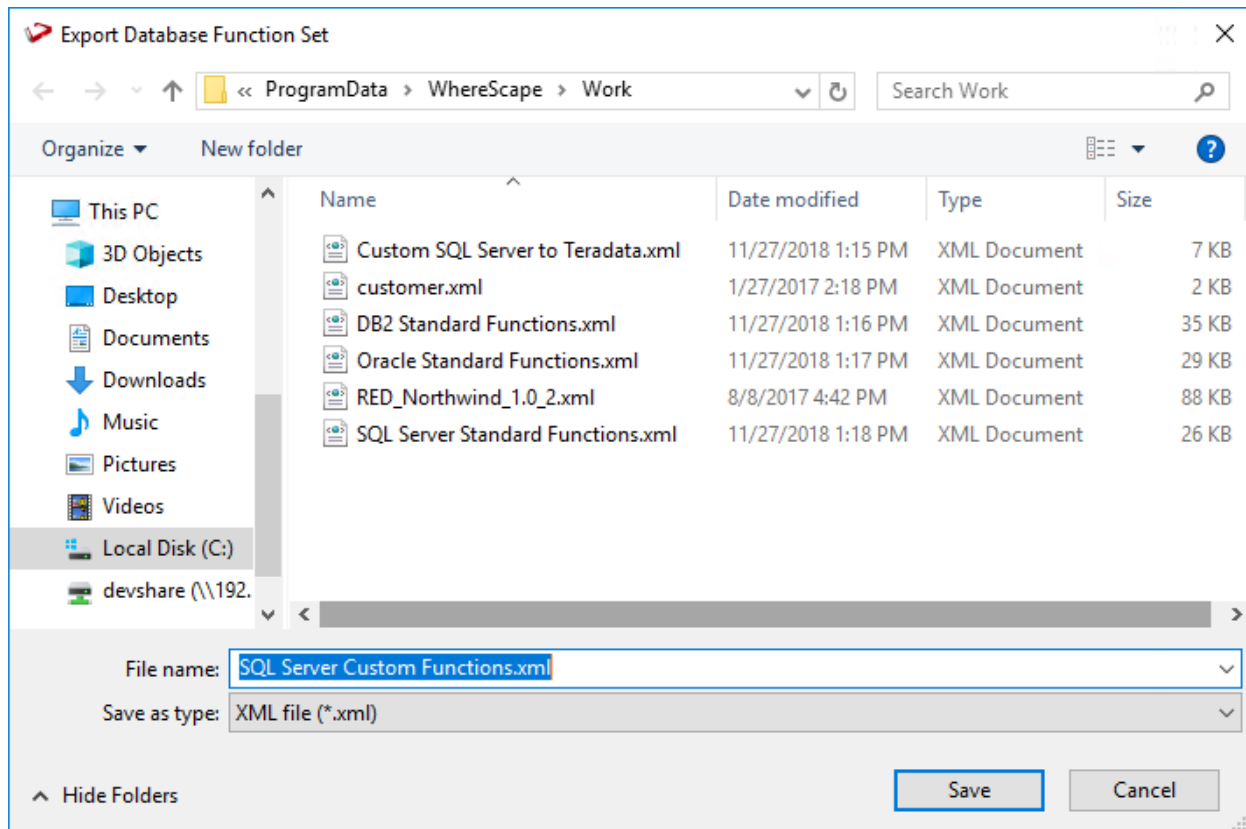 Export Database Function Set
« ProgramData > WhereScape > Work
Search Work
Organize
New folder
This PC
3D Objects
Desktop
Documents
Downloads
Music
Pictures
Videos
Local Disk (C:)
devshare (\\192.
Name Date modified Type Size
Custom SQL Server to Teradata.xml 11/27/2018 1:15 PM XML Document 7 KB
customer.xml 1/27/2017 2:18 PM XML Document 2 KB
DB2 Standard Functions.xml 11/27/2018 1:16 PM XML Document 35 KB
Oracle Standard Functions.xml 11/27/2018 1:17 PM XML Document 29 KB
RED_Northwind_1.0_2.xml 8/8/2017 4:42 PM XML Document 88 KB
SQL Server Standard Functions.xml 11/27/2018 1:18 PM XML Document 26 KB
File name: SQL Server Custom Functions.xml
Save as type: XML file (*.xml)
Hide Folders
Save
Cancel